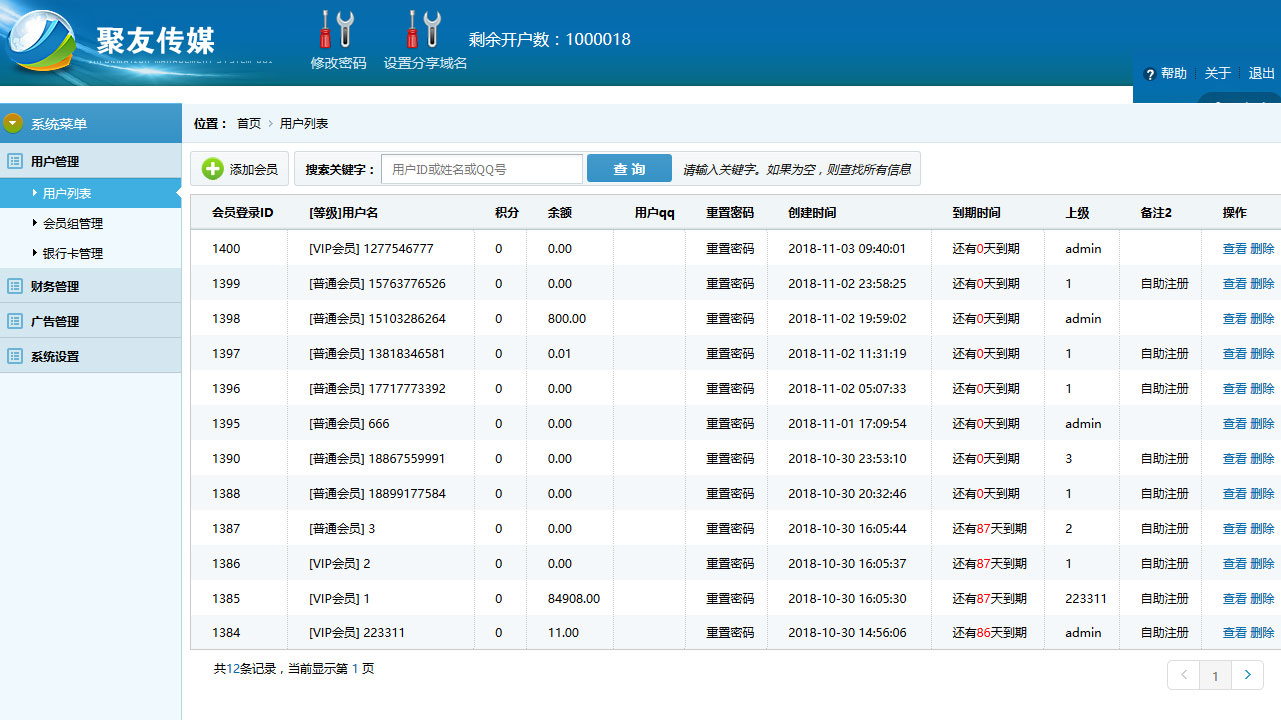 聚友传媒
INFORMATION MANAGEMENT SYSTEM GUI
修改密码 设置分享域名 剩余开户数：1000018
帮助 关于 退出
系统菜单
用户管理
用户列表
会员组管理
银行卡管理
财务管理
广告管理
系统设置
位置： 首页 > 用户列表
添加会员 搜索关键字： 用户ID或姓名或QQ号 查 询 请输入关键字。如果为空，则查找所有信息
会员登录ID [等级]用户名 积分 余额 用户qq 重置密码 创建时间 到期时间 上级 备注2 操作
1400 [VIP会员] 1277546777 0 0.00 重置密码 2018-11-03 09:40:01 还有0天到期 admin 查看 删除
1399 [普通会员] 15763776526 0 0.00 重置密码 2018-11-02 23:58:25 还有0天到期 1 自助注册 查看 删除
1398 [普通会员] 15103286264 0 800.00 重置密码 2018-11-02 19:59:02 还有0天到期 admin 查看 删除
1397 [普通会员] 13818346581 0 0.01 重置密码 2018-11-02 11:31:19 还有0天到期 1 自助注册 查看 删除
1396 [普通会员] 17717773392 0 0.00 重置密码 2018-11-02 05:07:33 还有0天到期 1 自助注册 查看 删除
1395 [普通会员] 666 0 0.00 重置密码 2018-11-01 17:09:54 还有0天到期 admin 查看 删除
1390 [普通会员] 18867559991 0 0.00 重置密码 2018-10-30 23:53:10 还有0天到期 3 自助注册 查看 删除
1388 [普通会员] 18899177584 0 0.00 重置密码 2018-10-30 20:32:46 还有0天到期 1 自助注册 查看 删除
1387 [普通会员] 3 0 0.00 重置密码 2018-10-30 16:05:44 还有87天到期 2 自助注册 查看 删除
1386 [VIP会员] 2 0 0.00 重置密码 2018-10-30 16:05:37 还有87天到期 1 自助注册 查看 删除
1385 [VIP会员] 1 0 84908.00 重置密码 2018-10-30 16:05:30 还有87天到期 223311 自助注册 查看 删除
1384 [VIP会员] 223311 0 11.00 重置密码 2018-10-30 14:56:06 还有86天到期 admin 自助注册 查看 删除
共12条记录，当前显示第 1 页
< 1 >